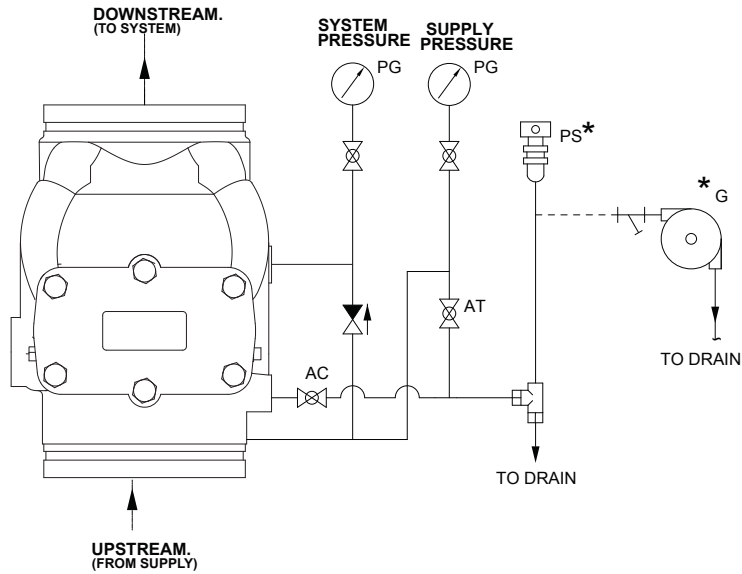 DOWNSTREAM.
(TO SYSTEM)
SYSTEM
PRESSURE
SUPPLY
PRESSURE
PG
PG
PS*
* G
AT
TO DRAIN
AC
TO DRAIN
UPSTREAM.
(FROM SUPPLY)